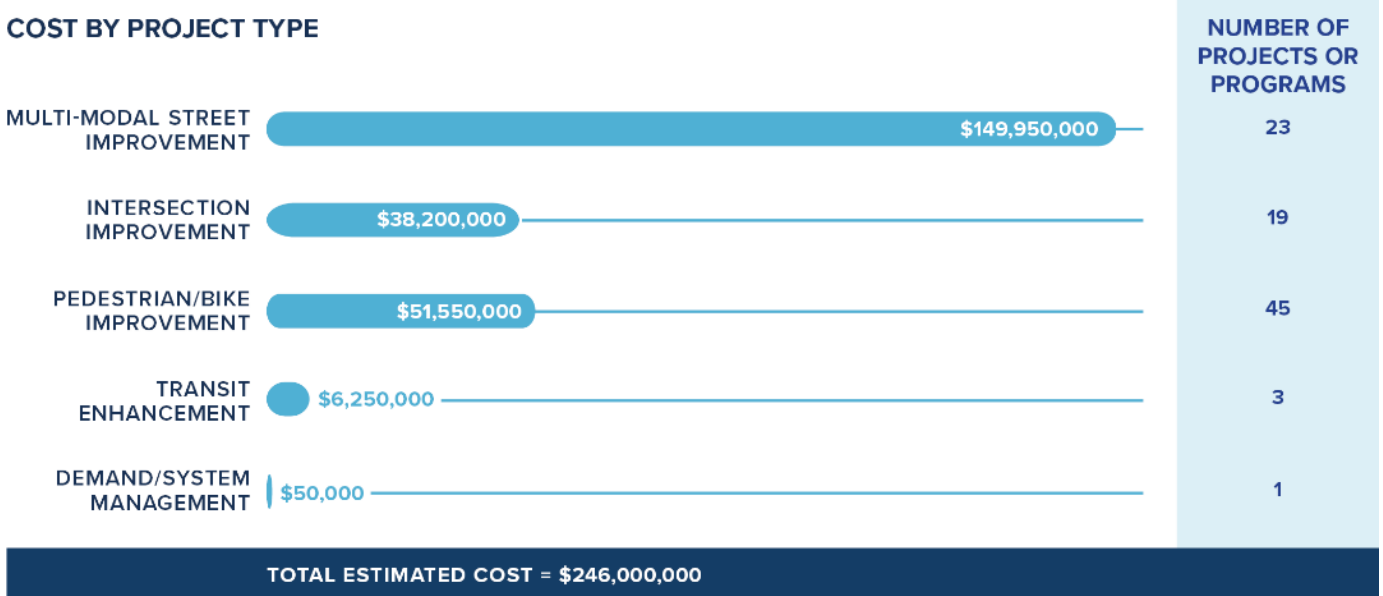 COST BY PROJECT TYPE
NUMBER OF
PROJECTS OR
PROGRAMS
MULTI-MODAL STREET
IMPROVEMENT
$149,950,000
23
INTERSECTION
IMPROVEMENT
$38,200,000
19
PEDESTRIAN/BIKE
IMPROVEMENT
$51,550,000
45
TRANSIT
ENHANCEMENT
$6,250,000
3
DEMAND/SYSTEM
MANAGEMENT
$50,000
1
TOTAL ESTIMATED COST = $246,000,000